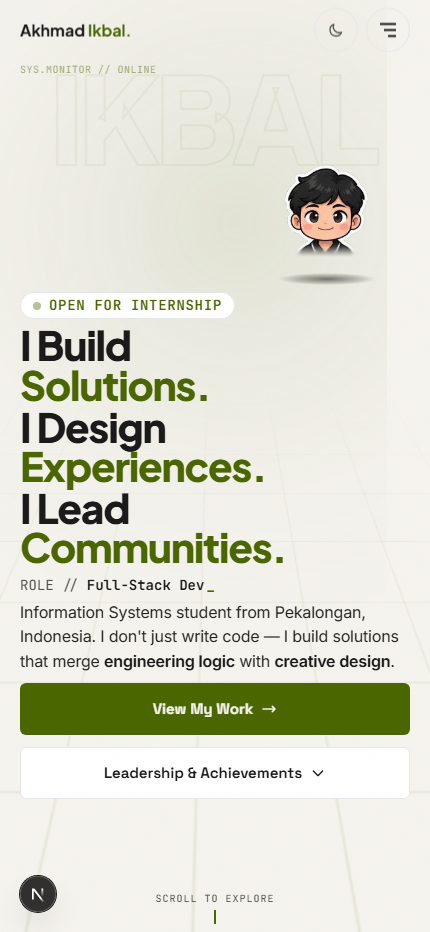 Akhmad Ikbal.
SYS.MONITOR // ONLINE
IKBAL
OPEN FOR INTERNSHIP
I Build
Solutions.
I Design
Experiences.
I Lead
Communities.
ROLE // Full-Stack Dev_
Information Systems student from Pekalongan,
Indonesia. I don't just write code — I build solutions
that merge engineering logic with creative design.
View My Work →
Leadership & Achievements
SCROLL TO EXPLORE
N